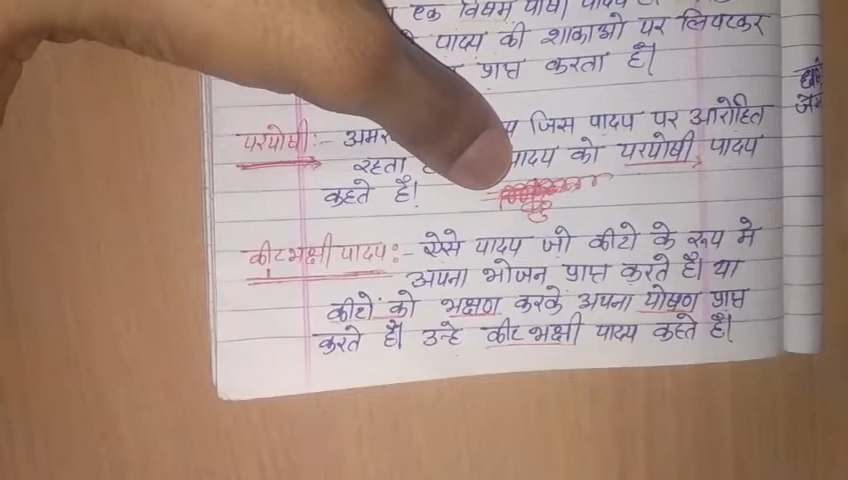 एक विषम पोषी पादप है
पादप की शाकाओ पर लिपटकर
प्राप्त करता है।
परपोषी:- जिस पादप पर आरोहित
रहता पादप को परपोषी पादप
कहते है।
कीटभक्षी पादप:- ऐसे पादप जो कीटो के रूप मे
अपना भोजन प्राप्त करते है। या
कीटों को भक्षण करके अपना पोषण प्राप्त
करते है। उन्हे कीटभक्षी पादप कहते है।